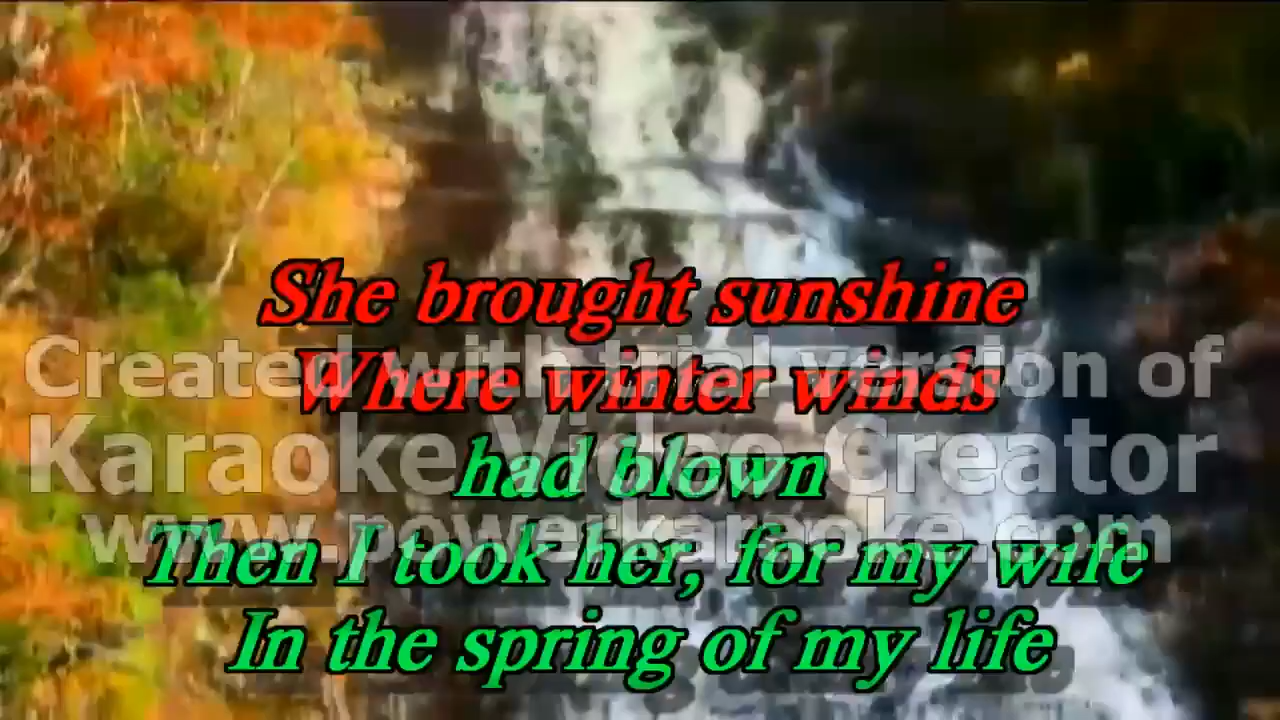 She brought sunshine
Created with trial version of
Where winter winds
Karaoke Video Creator
had blown
www.powerkaraoke.com
Then I took her, for my wife
In the spring of my life